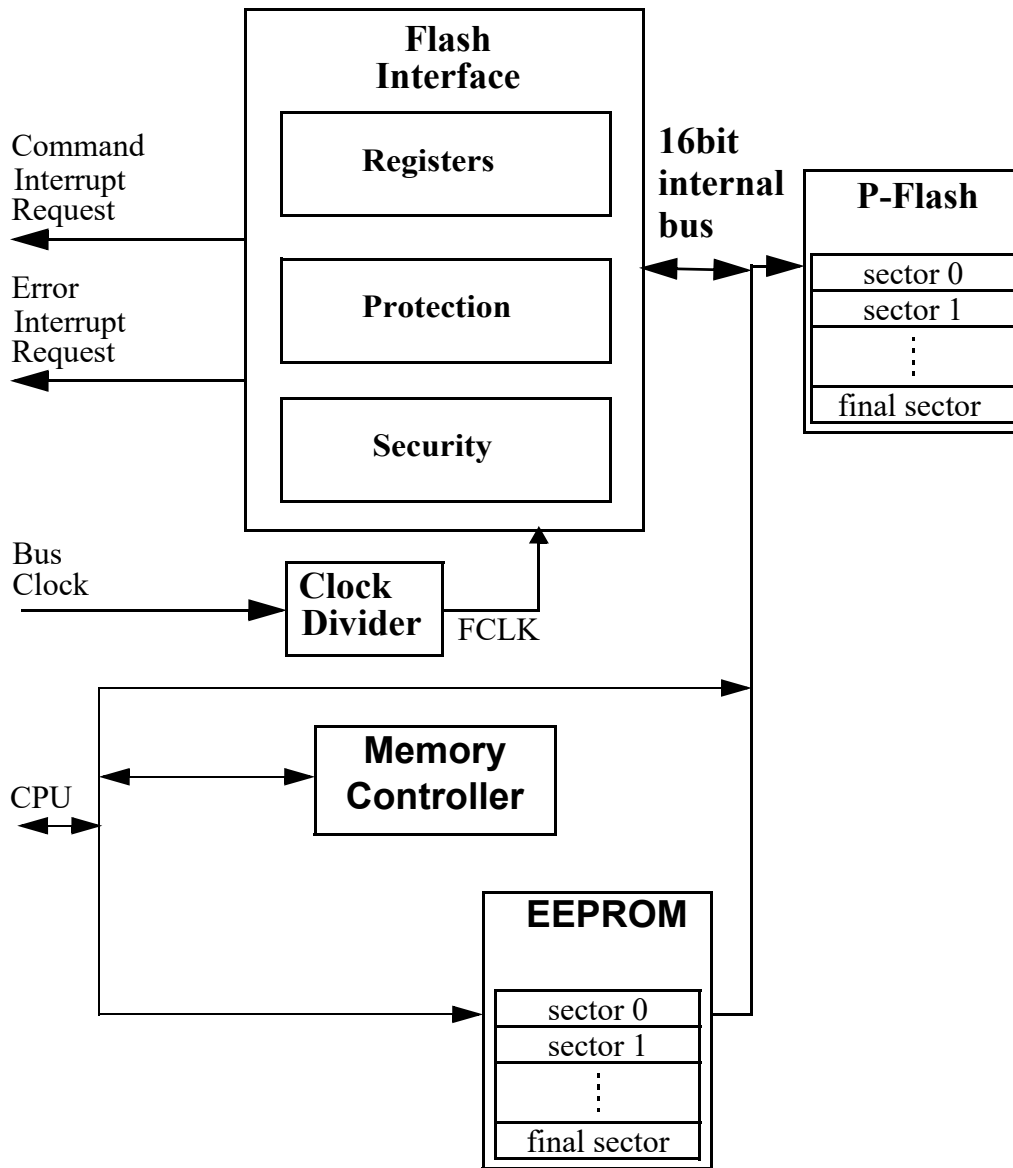 Flash
Interface
Registers
Protection
Security
Command
Interrupt
Request
Error
Interrupt
Request
16bit
internal
bus
P-Flash
sector 0
sector 1
final sector
Bus
Clock
Clock
Divider
FCLK
Memory
Controller
CPU
EEPROM
sector 0
sector 1
final sector